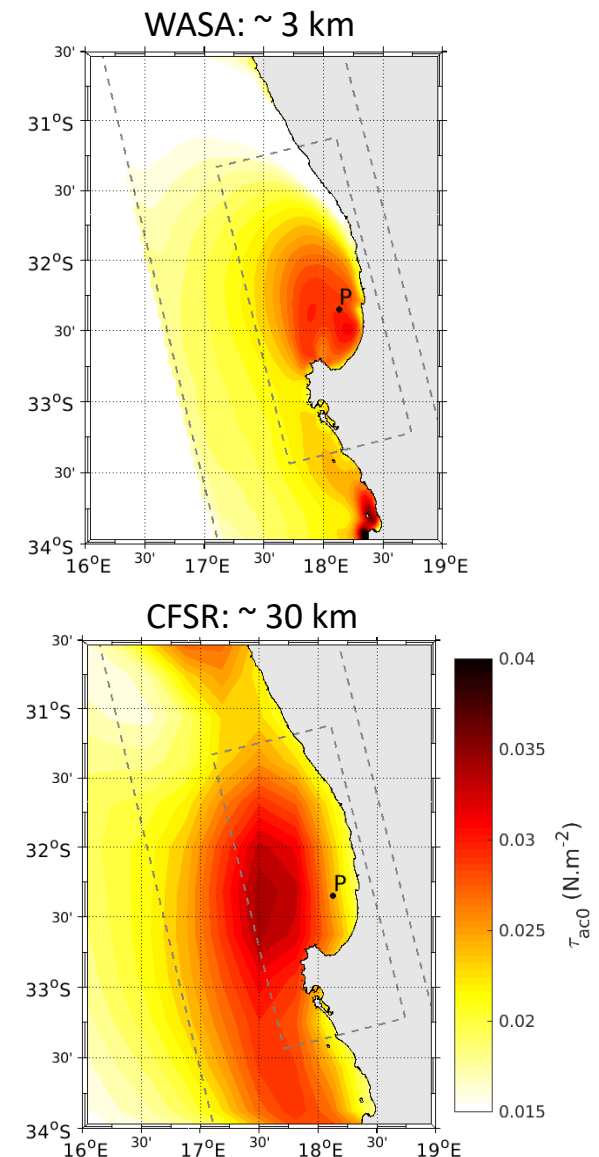 WASA: ~ 3 km
30'
31°S
30'
32°S
30'
33°S
30'
34°S
16°E 30' 17°E 30' 18°E 30' 19°E
P
CFSR: ~ 30 km
30'
31°S
30'
32°S
30'
33°S
30'
34°S
16°E 30' 17°E 30' 18°E 30' 19°E
P
0.04
0.035
0.03
0.025
0.02
0.015
τac0 (N.m-2)